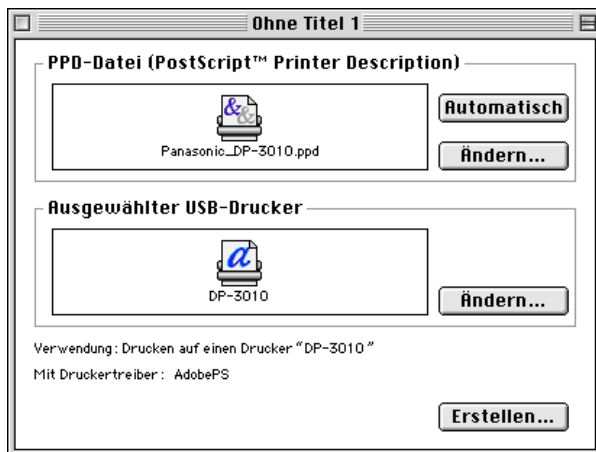 Ohne Titel 1
PPD-Datei (PostScript™ Printer Description)
Panasonic_DP-3010.ppd
Automatisch
Ändern...
Ausgewählter USB-Drucker
DP-3010
Ändern...
Verwendung: Drucken auf einen Drucker "DP-3010"
Mit Druckertreiber: AdobePS
Erstellen...